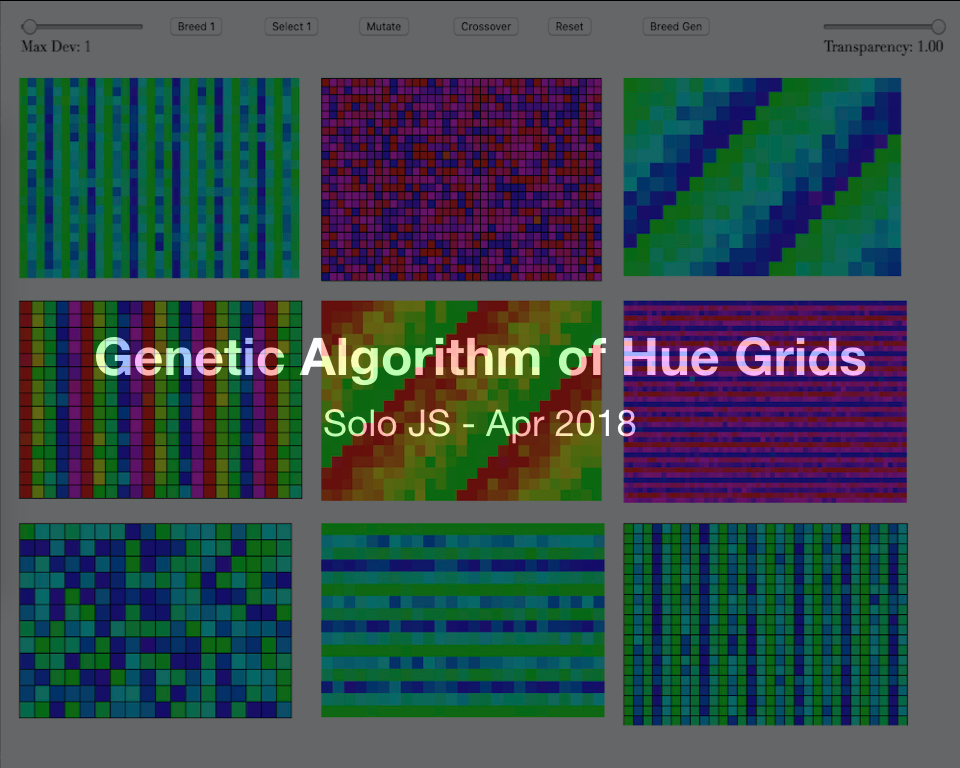 Breed 1 Select 1 Mutate Crossover Reset Breed Gen
Max Dev: 1 Transparency: 1.00
Genetic Algorithm of Hue Grids
Solo JS - Apr 2018